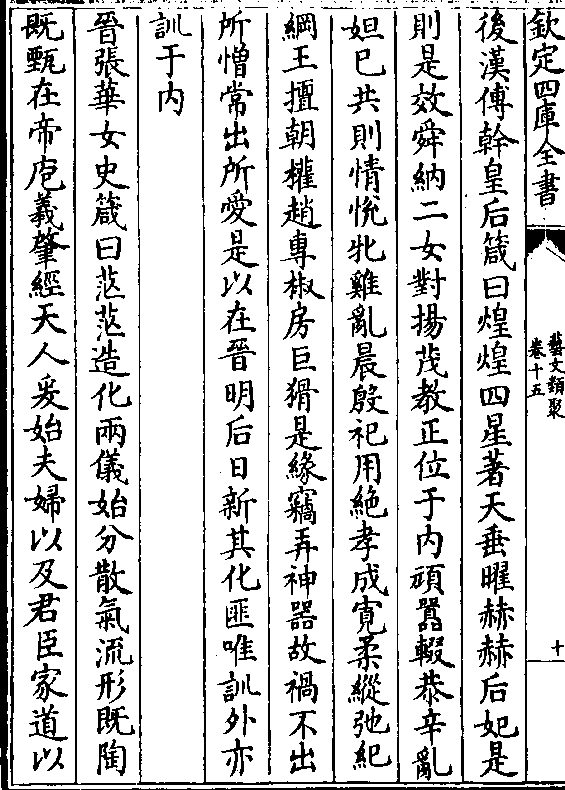 欽定四庫全書
藝文類聚
卷十五
十
後漢傅幹皇后箴曰煌煌四星著天垂曜赫赫后妃是
則是效舜納二女對揚茂教正位于内頑嚚輟恭辛亂
妲已共則情恱牝雞亂晨殷祀用絶孝成寛柔縱弛紀
綱王擅朝權趙專椒房巨猾是緣竊弄神器故禍不出
所憎常出所愛是以在晉明后日新其化匪唯訓外亦
訓于内
晉張華女史箴曰茫茫造化兩儀始分散氣流形既陶
既甄在帝庖羲肇經天人爰始夫婦以及君臣家道以